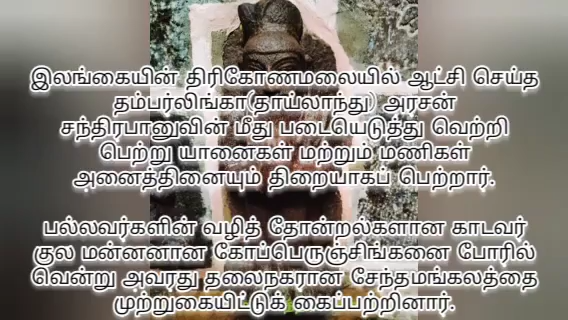 இலங்கையின் திரிகோணமலையில் ஆட்சி செய்த
தம்பர்லிங்கா(தாய்லாந்து) அரசன்
சந்திரபானுவின் மீது படையெடுத்து வெற்றி
பெற்று யானைகள் மற்றும் மணிகள்
அனைத்தினையும் திறையாகப் பெற்றார்.
பல்லவர்களின் வழித் தோன்றல்களான காடவர்
குல மன்னனான கோப்பெருஞ்சிங்கனை போரில்
வென்று அவரது தலைநகரான சேந்தமங்கலத்தை
முற்றுகையிட்டுக் கைப்பற்றினார்.